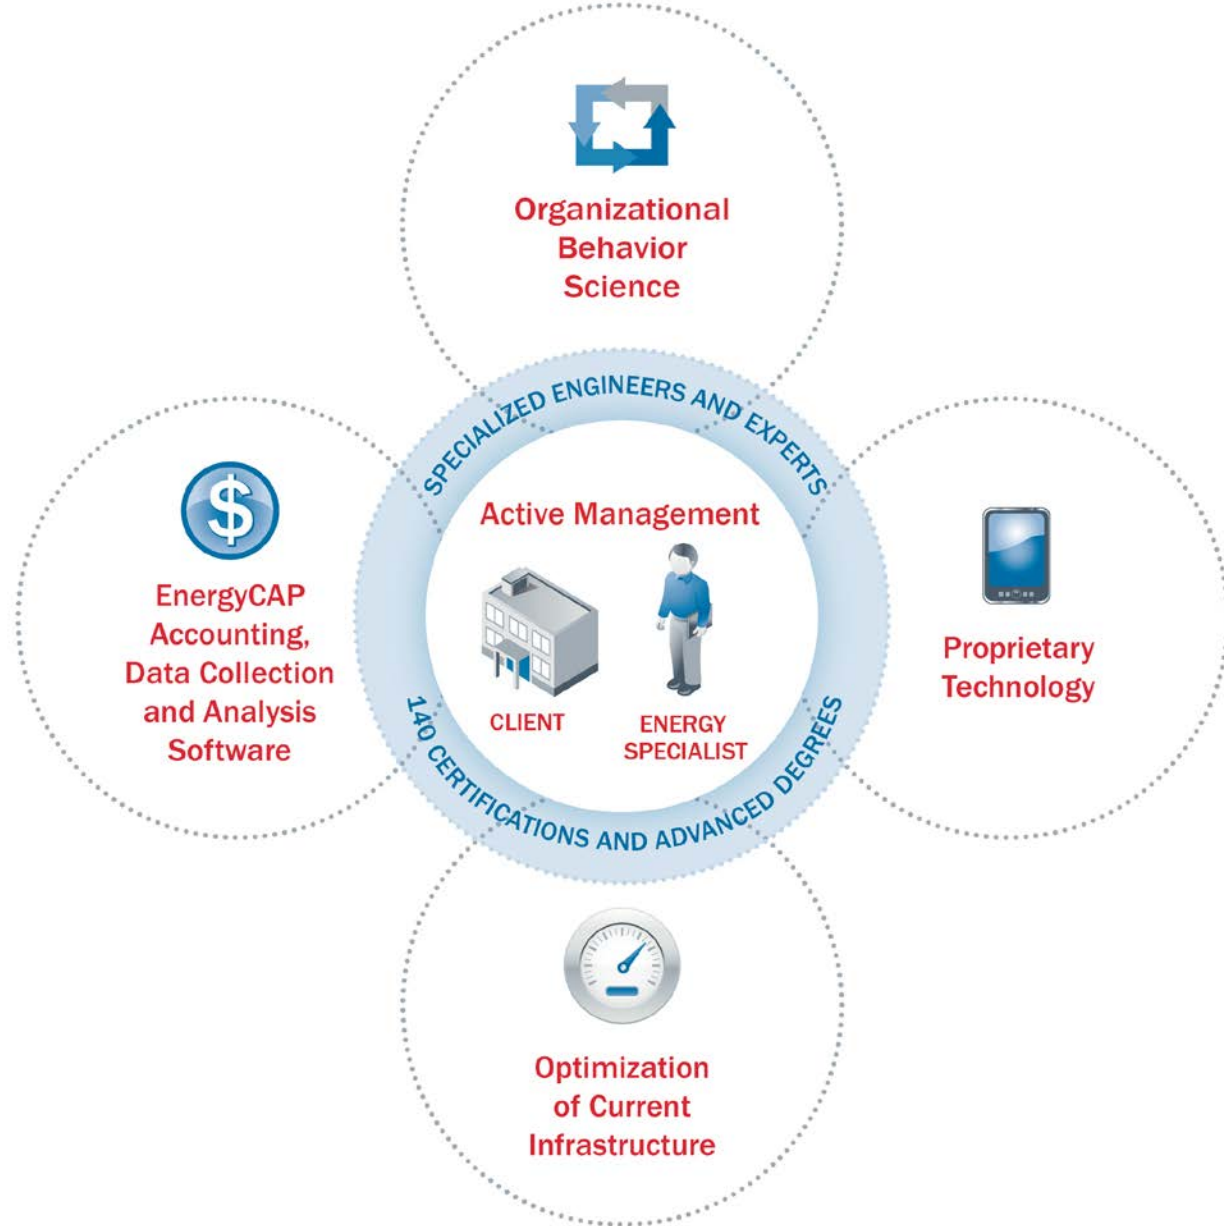 Organizational
Behavior
Science
SPECIALIZED ENGINEERS AND EXPERTS
Active Management
CLIENT
ENERGY
SPECIALIST
140 CERTIFICATIONS AND ADVANCED DEGREES
$
EnergyCAP
Accounting,
Data Collection
and Analysis
Software
Proprietary
Technology
Optimization
of Current
Infrastructure